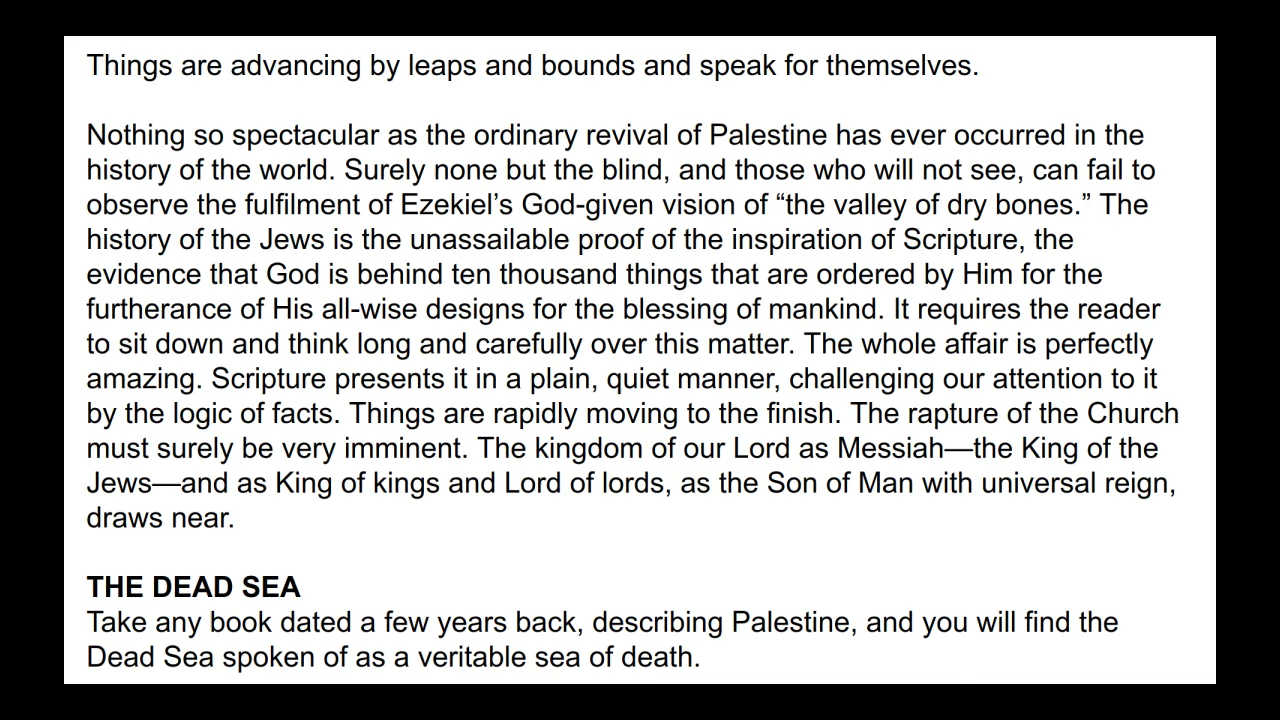 Things are advancing by leaps and bounds and speak for themselves.
Nothing so spectacular as the ordinary revival of Palestine has ever occurred in the
history of the world. Surely none but the blind, and those who will not see, can fail to
observe the fulfilment of Ezekiel’s God-given vision of “the valley of dry bones.” The
history of the Jews is the unassailable proof of the inspiration of Scripture, the
evidence that God is behind ten thousand things that are ordered by Him for the
furtherance of His all-wise designs for the blessing of mankind. It requires the reader
to sit down and think long and carefully over this matter. The whole affair is perfectly
amazing. Scripture presents it in a plain, quiet manner, challenging our attention to it
by the logic of facts. Things are rapidly moving to the finish. The rapture of the Church
must surely be very imminent. The kingdom of our Lord as Messiah—the King of the
Jews—and as King of kings and Lord of lords, as the Son of Man with universal reign,
draws near.
THE DEAD SEA
Take any book dated a few years back, describing Palestine, and you will find the
Dead Sea spoken of as a veritable sea of death.